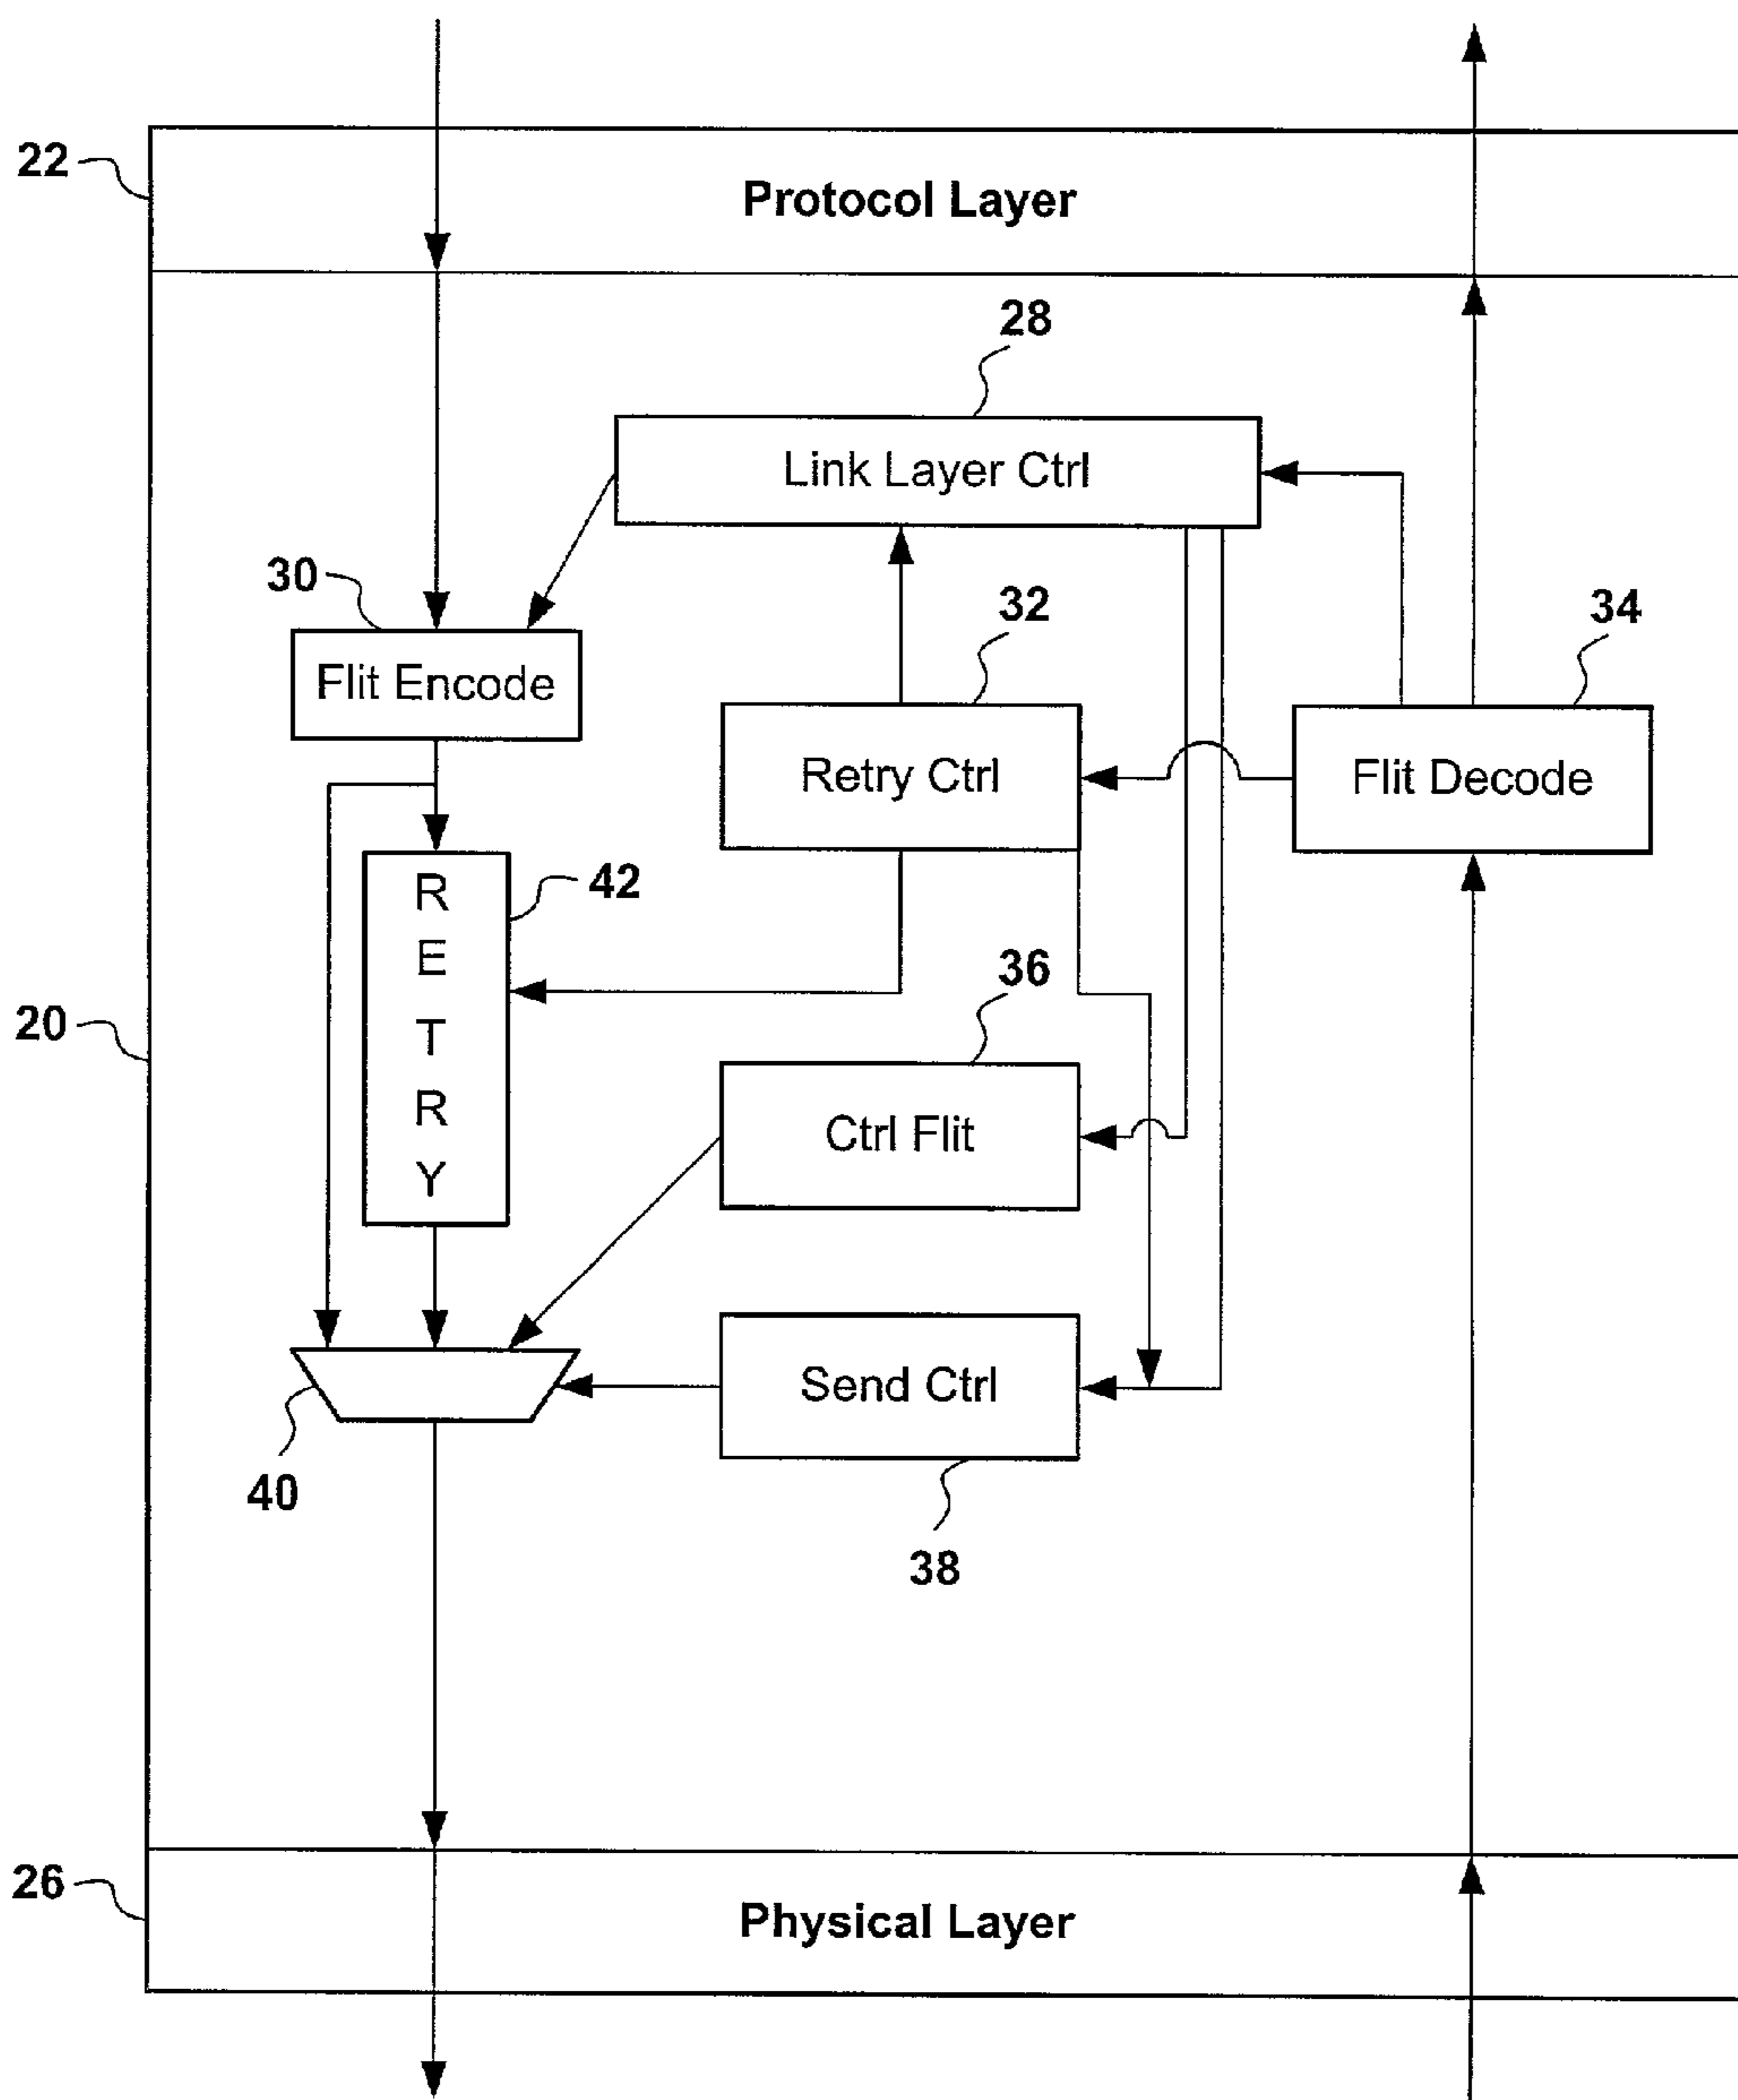 22
Protocol Layer
28
Link Layer Ctrl
30
Flit Encode
32
Retry Ctrl
34
Flit Decode
R
E
T
R
Y
42
36
Ctrl Flit
20
Send Ctrl
40
38
26
Physical Layer